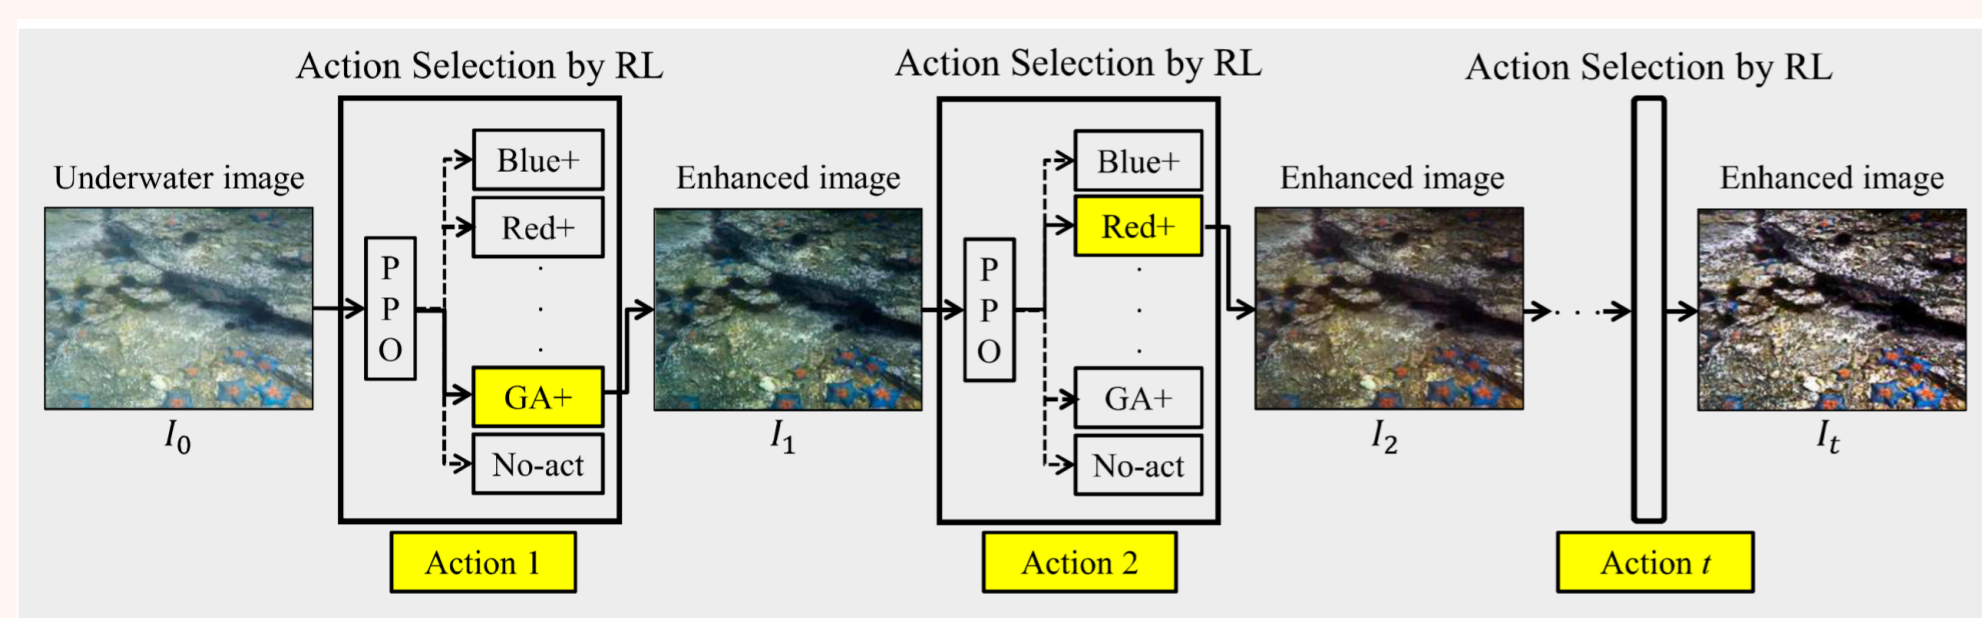 Action Selection by RL
Action Selection by RL
Action Selection by RL
Underwater image
I0
P
P
O
Blue+
Red+
.
.
.
GA+
No-act
Action 1
Enhanced image
I1
P
P
O
Blue+
Red+
.
.
.
GA+
No-act
Action 2
Enhanced image
I2
. . .
Action t
Enhanced image
It